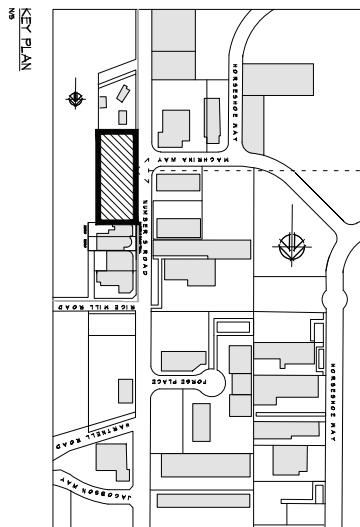 KEY PLAN
NTS
HORSESHOE WAY
MACHRINA WAY
NUMBER 5 ROAD
RICE MILL ROAD
FORGE PLACE
HORSESHOE WAY
HARTNELL ROAD
JACOBSON WAY